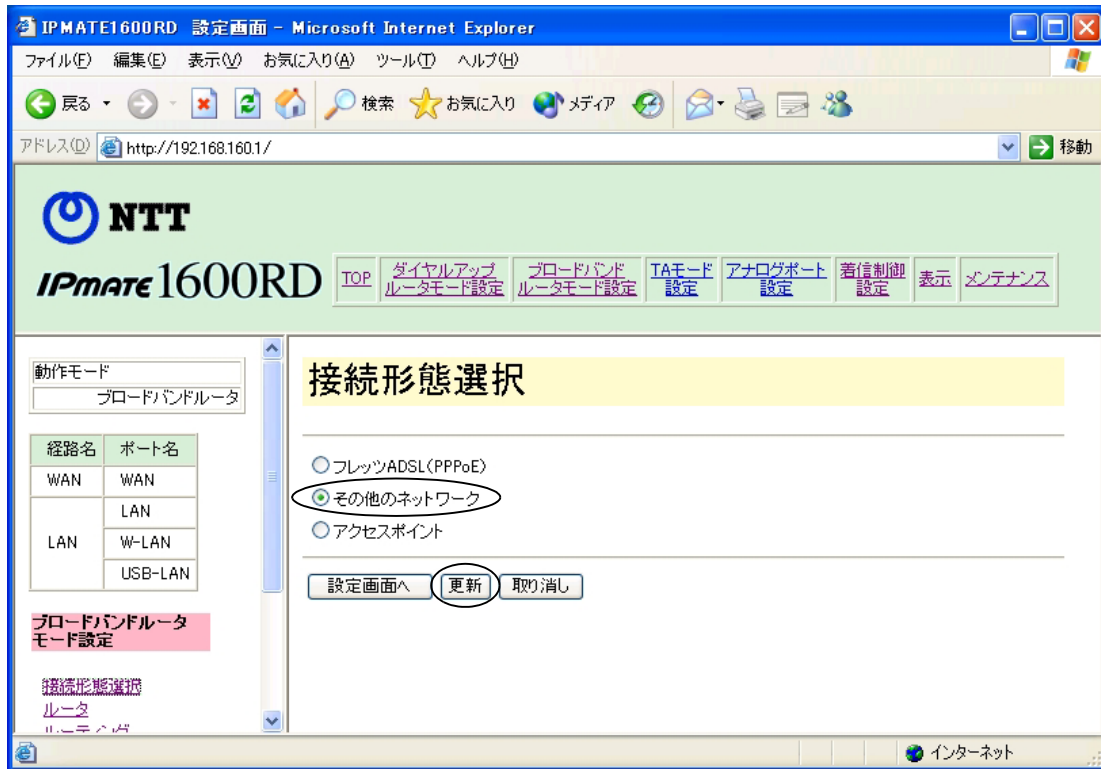 IPMATE1600RD 設定画面 - Microsoft Internet Explorer
ファイル(F) 編集(E) 表示(V) お気に入り(A) ツール(T) ヘルプ(H)
戻る 検索 お気に入り メディア
アドレス(D) http://192.168.160.1/ 移動
NTT
IPMATE1600RD
TOP
ダイヤルアップ
ルータモード設定
ブロードバンド
ルータモード設定
TAモード
設定
アナログポート
設定
着信制御
設定
表示
メンテナンス
動作モード
ブロードバンドルータ
経路名 ポート名
WAN WAN
LAN
LAN W-LAN
USB-LAN
ブロードバンドルータ
モード設定
接続形態選択
ルータ
ルーティング
接続形態選択
フレッツADSL(PPPoE)
その他のネットワーク
アクセスポイント
設定画面へ 更新 取り消し
インターネット